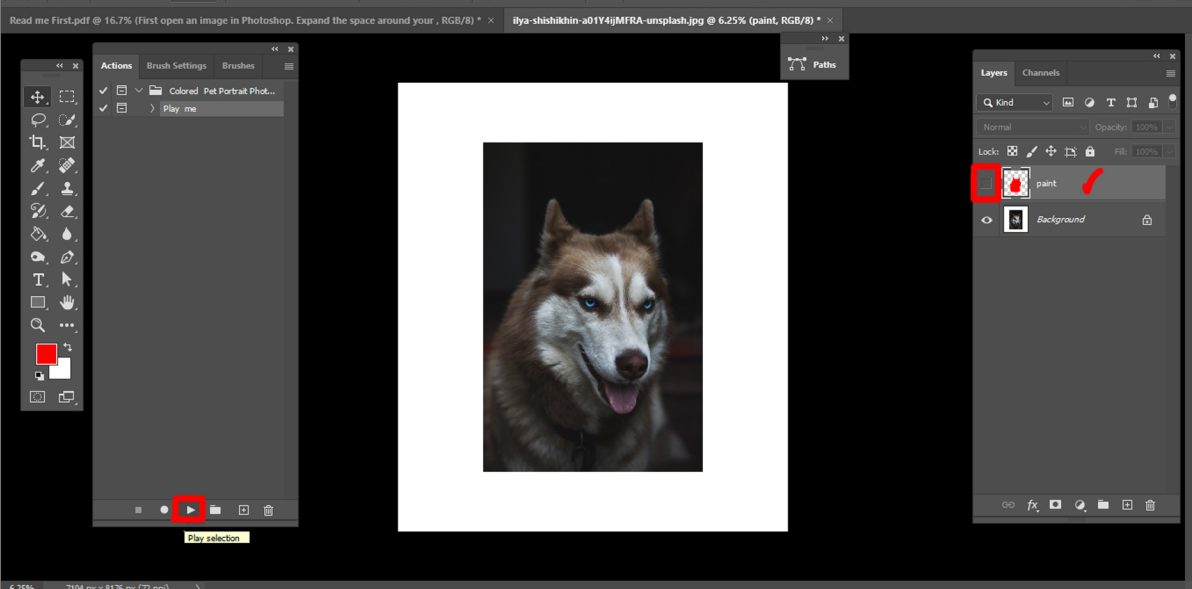 Read me First.pdf @ 16.7% (First open an image in Photoshop. Expand the space around your , RGB/8) * ×
ilya-shishikhin-a01Y4ijMFRA-unsplash.jpg @ 6.25% (paint, RGB/8) * ×
Actions
Brush Settings
Brushes
Colored Pet Portrait Phot...
Play me
Play selection
Paths
Layers
Channels
Kind
Normal
Opacity: 100%
Lock:
Fill: 100%
paint
Background
6.25%
7104 px x 8176 px (72 ppi)